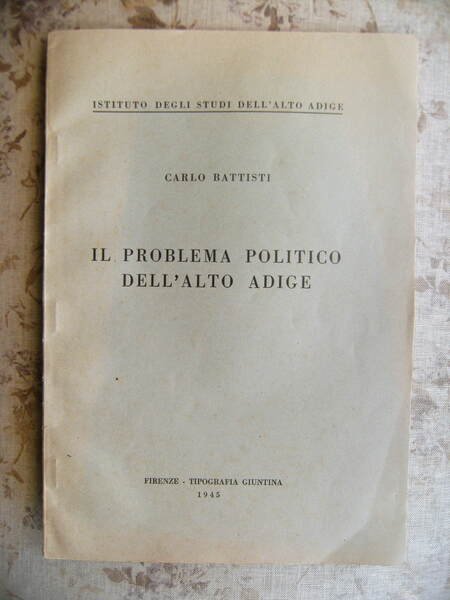 ISTITUTO DEGLI STUDI DELL'ALTO ADIGE
CARLO BATTISTI
IL PROBLEMA POLITICO
DELL'ALTO ADIGE
FIRENZE - TIPOGRAFIA GIUNTINA
1945